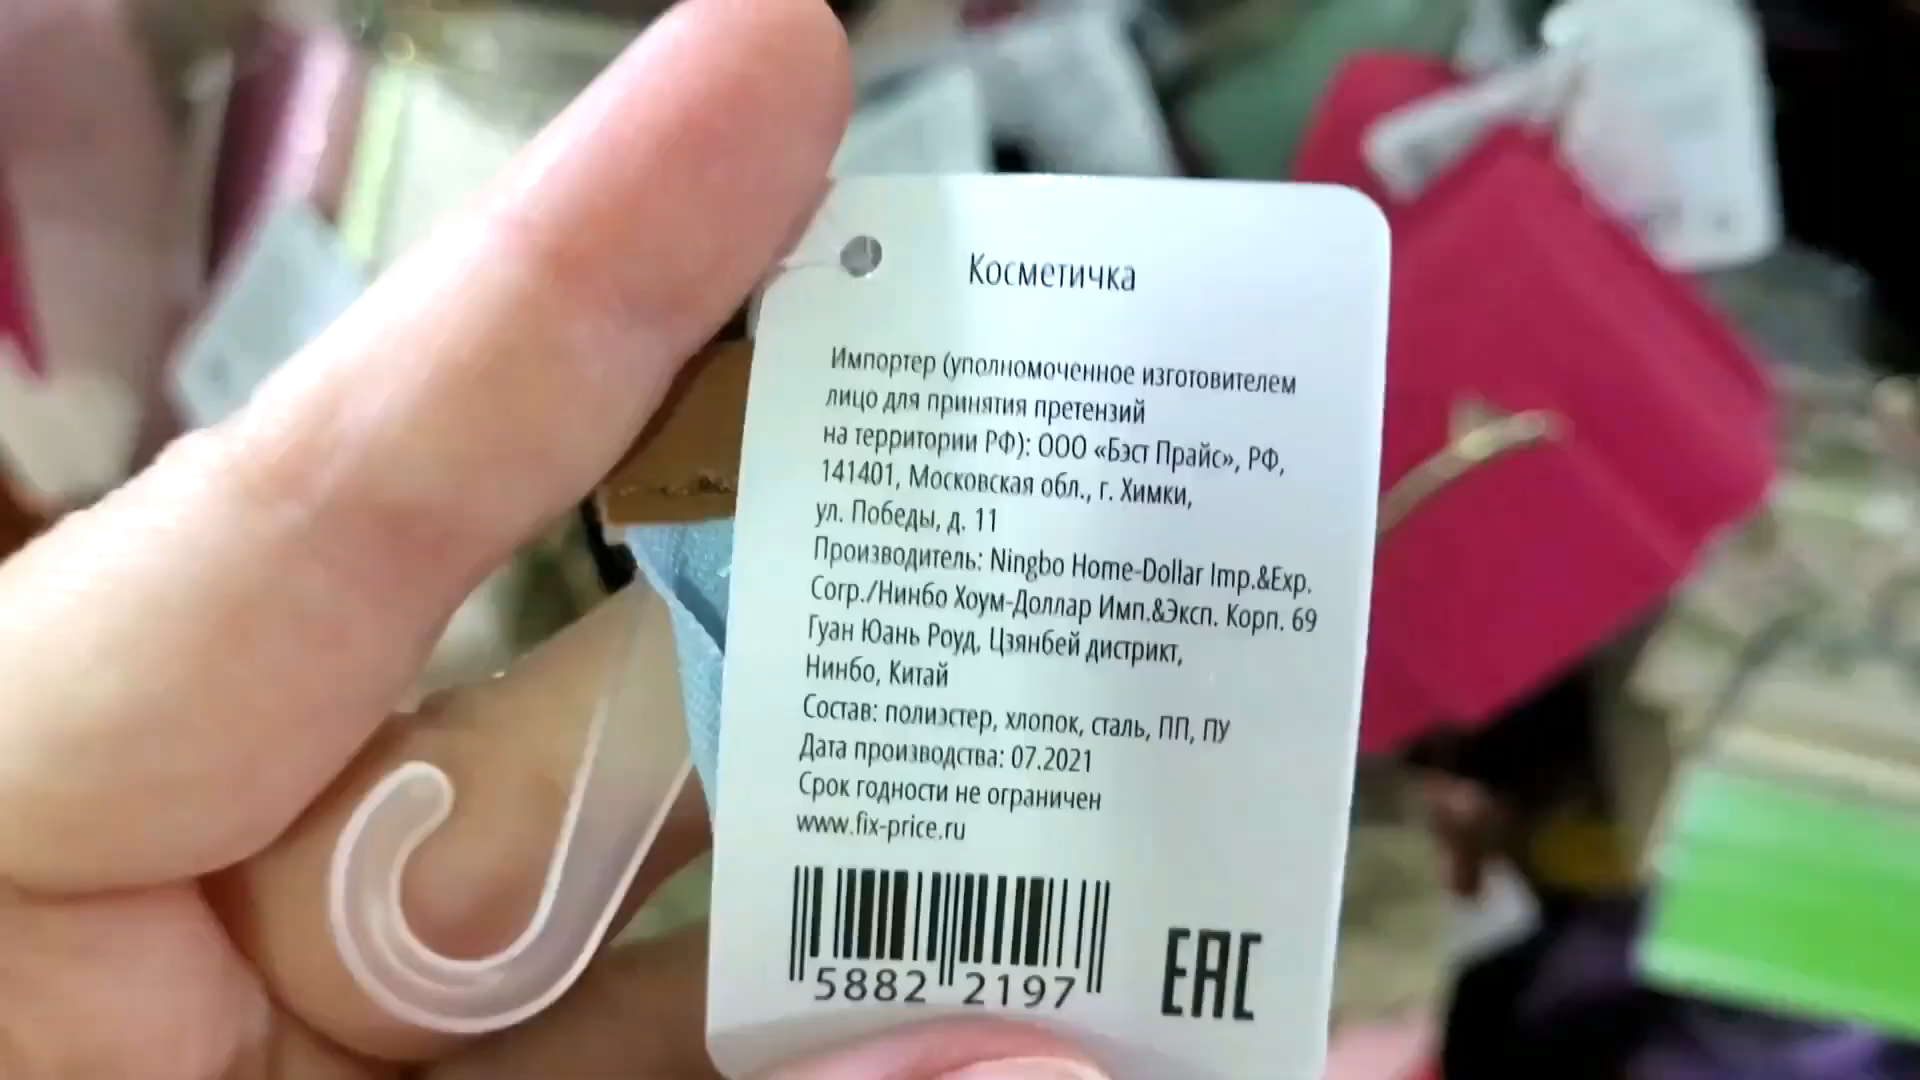 Косметичка
Импортер (уполномоченное изготовителем
лицо для принятия претензий
на территории РФ): ООО «Бэст Прайс», РФ,
141401, Московская обл., г. Химки,
ул. Победы, д. 11
Производитель: Ningbo Home-Dollar Imp.&Exp.
Corp./Нинбо Хоум-Доллар Имп.&Эксп. Корп. 69
Гуан Юань Роуд, Цзянбей дистрикт,
Нинбо, Китай
Состав: полиэстер, хлопок, сталь, ПП, ПУ
Дата производства: 07.2021
Срок годности не ограничен
www.fix-price.ru
5882 2197
EAC